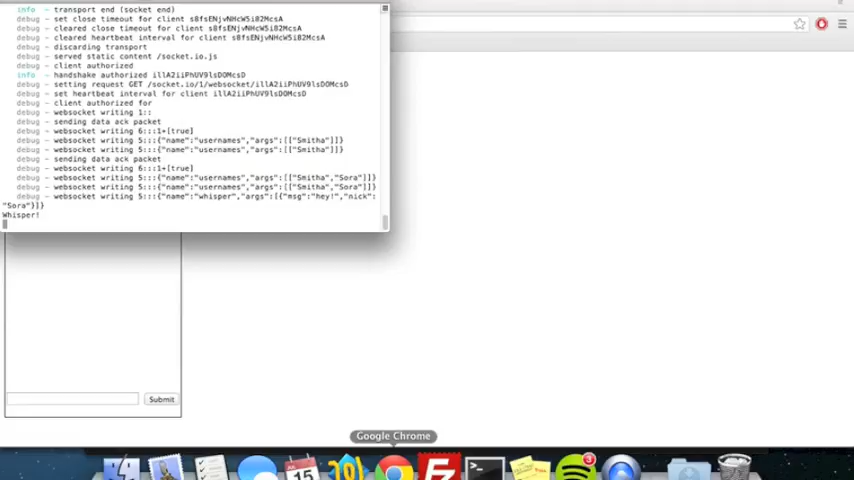 info - transport end (socket end)
debug - set close timeout for client s8fsENjvNHcW5i82McsA
debug - cleared close timeout for client s8fsENjvNHcW5i82McsA
debug - cleared heartbeat interval for client s8fsENjvNHcW5i82McsA
debug - discarding transport
debug - served static content /socket.io.js
debug - client authorized
info - handshake authorized illA2iiPhUV9lsDOMcsD
debug - setting request GET /socket.io/1/websocket/illA2iiPhUV9lsDOMcsD
debug - set heartbeat interval for client illA2iiPhUV9lsDOMcsD
debug - client authorized for
debug - websocket writing 1::
debug - sending data ack packet
debug - websocket writing 6:::1+[true]
debug - websocket writing 5:::{"name":"usernames","args":[["Smitha"]]}
debug - websocket writing 5:::{"name":"usernames","args":[["Smitha"]]}
debug - sending data ack packet
debug - websocket writing 6:::1+[true]
debug - websocket writing 5:::{"name":"usernames","args":[["Smitha","Sora"]]}
debug - websocket writing 5:::{"name":"usernames","args":[["Smitha","Sora"]]}
debug - websocket writing 5:::{"name":"whisper","args":[{"msg":"hey!","nick":
"Sora"}]}
Whisper!
Submit
Google Chrome
3
15